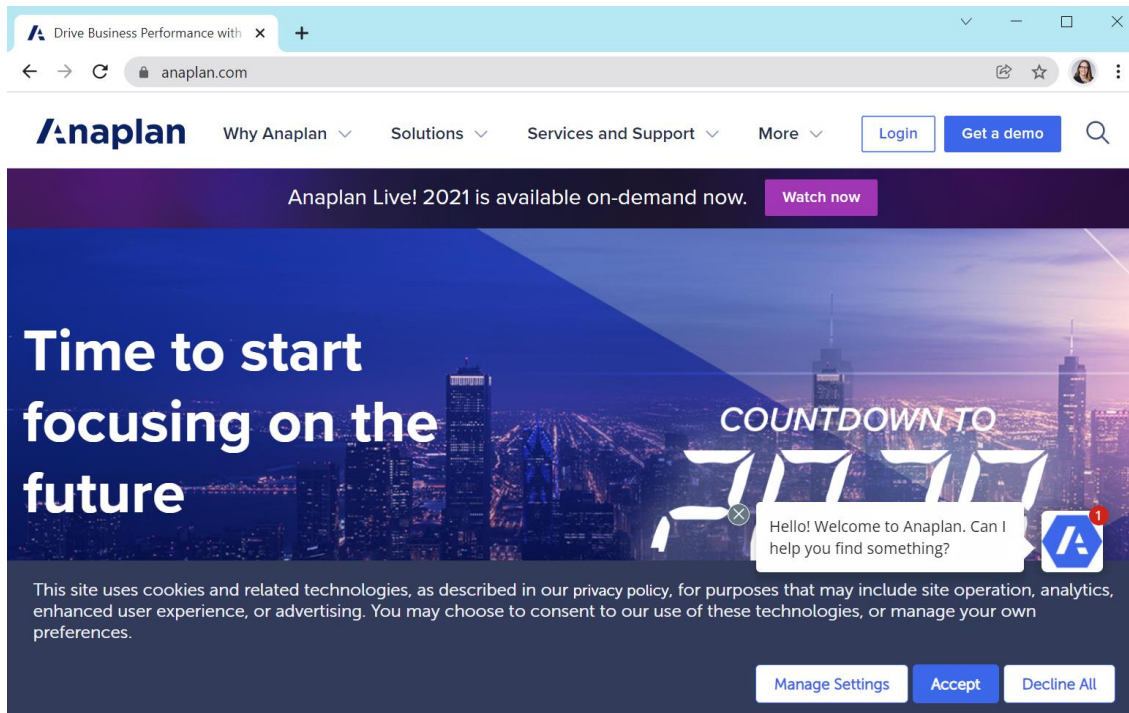 Drive Business Performance with
anaplan.com
Anaplan
Why Anaplan
Solutions
Services and Support
More
Login
Get a demo
Anaplan Live! 2021 is available on-demand now.
Watch now
Time to start
focusing on the
future
COUNTDOWN TO
Hello! Welcome to Anaplan. Can I
help you find something?
1
This site uses cookies and related technologies, as described in our privacy policy, for purposes that may include site operation, analytics,
enhanced user experience, or advertising. You may choose to consent to our use of these technologies, or manage your own
preferences.
Manage Settings
Accept
Decline All